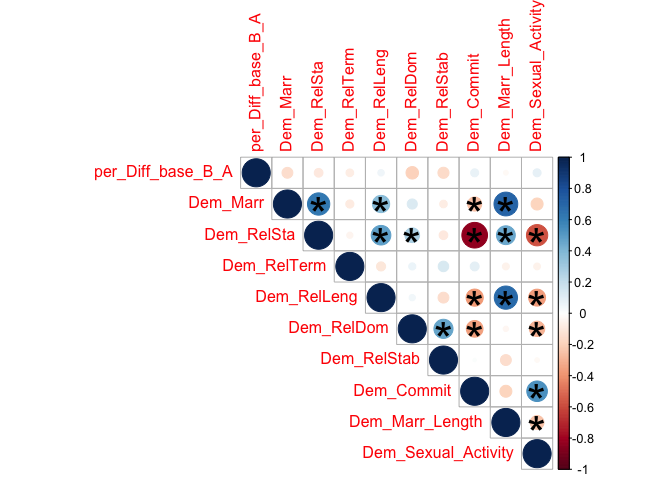 per_Diff_base_B_A
Dem_Marr
Dem_RelSta
Dem_RelTerm
Dem_RelLeng
Dem_RelDom
Dem_RelStab
Dem_Commit
Dem_Marr_Length
Dem_Sexual_Activity
per_Diff_base_B_A
Dem_Marr
* * * *
Dem_RelSta
* * * * *
Dem_RelTerm
Dem_RelLeng
* * *
Dem_RelDom
* * *
Dem_RelStab
Dem_Commit
*
Dem_Marr_Length
*
Dem_Sexual_Activity
1
0.8
0.6
0.4
0.2
0
-0.2
-0.4
-0.6
-0.8
-1